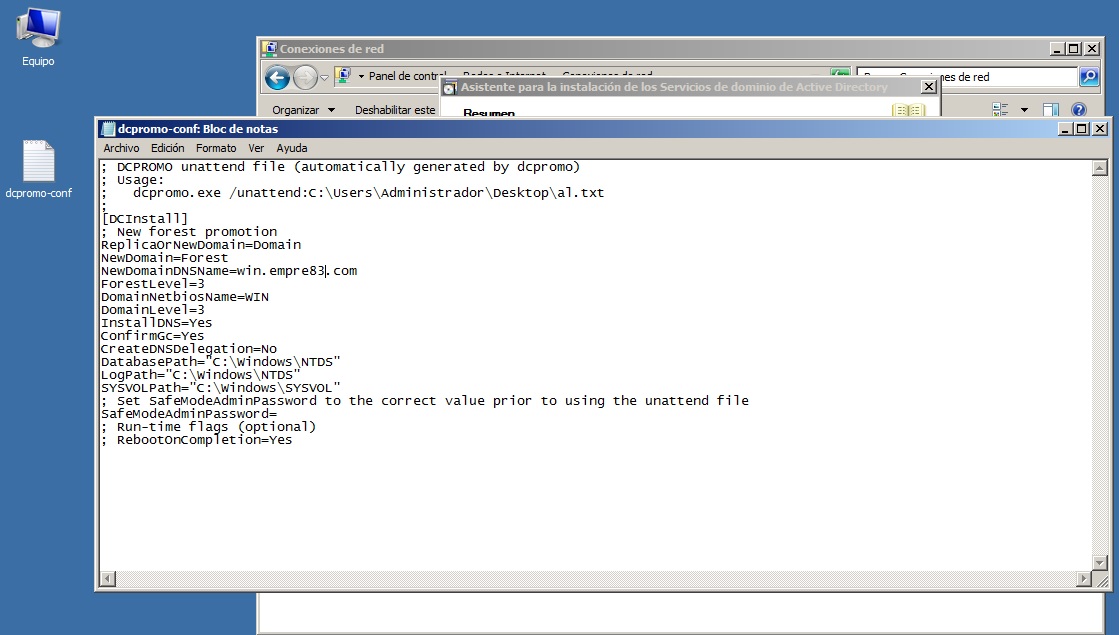 Equipo
dcpromo-conf
Conexiones de red
Panel de control
Conexiones de red
Organizar
Deshabilitar este
Asistente para la instalación de los Servicios de dominio de Active Directory
Resumen
dcpromo-conf: Bloc de notas
Archivo Edición Formato Ver Ayuda
; DCPROMO unattend file (automatically generated by dcpromo)
; Usage:
;   dcpromo.exe /unattend:C:\Users\Administrador\Desktop\al.txt
;
[DCInstall]
; New forest promotion
ReplicaOrNewDomain=Domain
NewDomain=Forest
NewDomainDNSName=win.empre83.com
ForestLevel=3
DomainNetbiosName=WIN
DomainLevel=3
InstallDNS=Yes
ConfirmGc=Yes
CreateDNSDelegation=No
DatabasePath="C:\Windows\NTDS"
LogPath="C:\Windows\NTDS"
SYSVOLPath="C:\Windows\SYSVOL"
; Set SafeModeAdminPassword to the correct value prior to using the unattend file
SafeModeAdminPassword=
; Run-time flags (optional)
; RebootOnCompletion=Yes